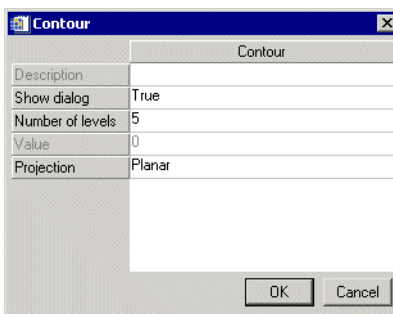 Contour
Contour
Description
Show dialog True
Number of levels 5
Value 0
Projection Planar
OK Cancel